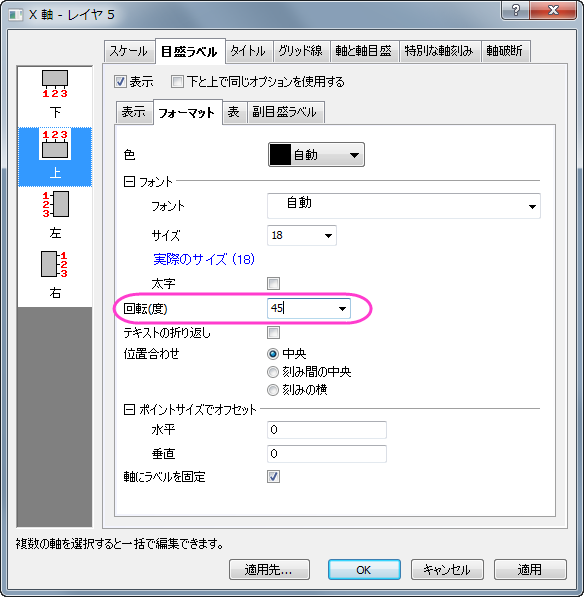 X 軸 - レイヤ 5
スケール 目盛ラベル タイトル グリッド線 軸と軸目盛 特別な軸刻み 軸破断
表示 下と上で同じオプションを使用する
表示 フォーマット 表 副目盛ラベル
123
下
123
上
1
2
3
左
1
2
3
右
色 自動
フォント
フォント 自動
サイズ 18
実際のサイズ (18)
太字
回転(度) 45
テキストの折り返し
位置合わせ 中央
刻み間の中央
刻みの横
ポイントサイズでオフセット
水平 0
垂直 0
軸にラベルを固定
複数の軸を選択すると一括で編集できます。
適用先... OK キャンセル 適用